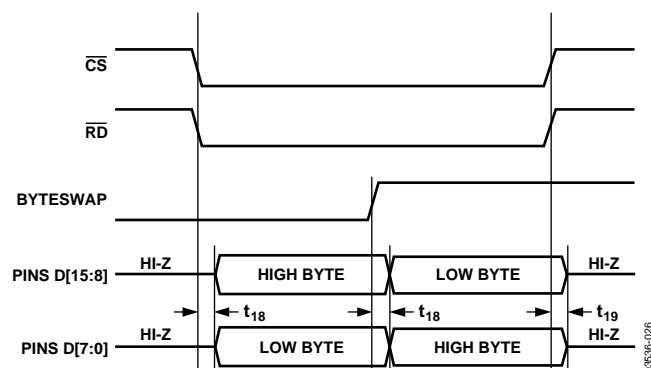 CS
RD
BYTESWAP
PINS D[15:8] HI-Z HIGH BYTE LOW BYTE HI-Z
t18 t18 t19
PINS D[7:0] HI-Z LOW BYTE HIGH BYTE HI-Z
03536-026